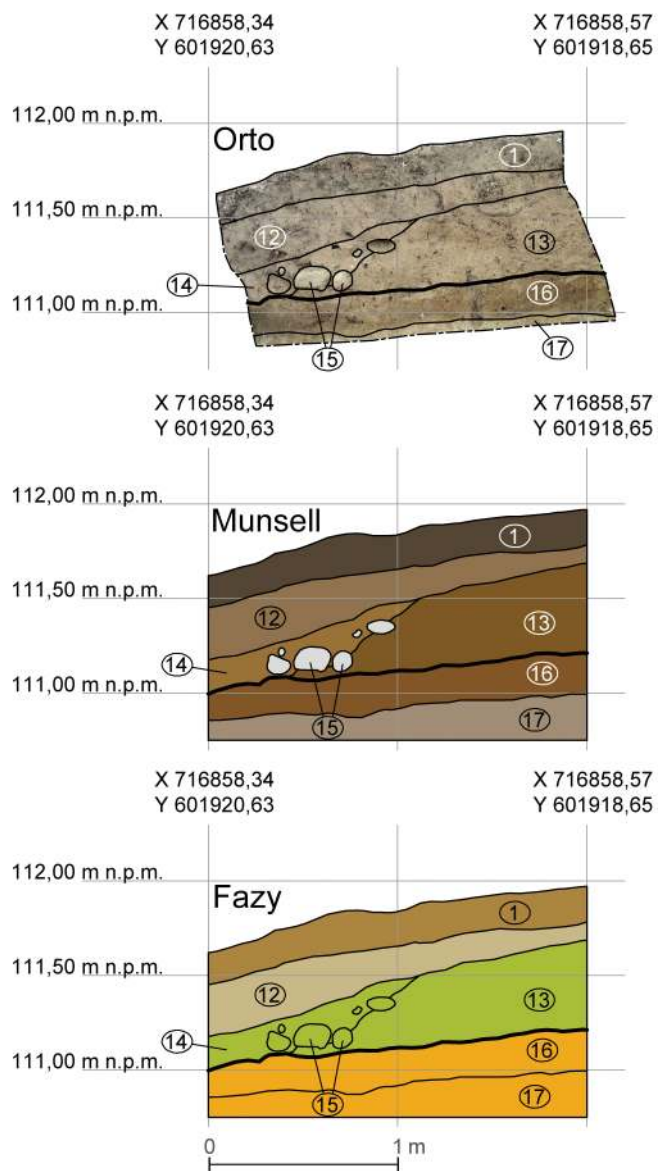 X 716858,34 X 716858,57
Y 601920,63 Y 601918,65
112,00 m n.p.m.
Orto
1
111,50 m n.p.m.
12
13
14
16
111,00 m n.p.m.
17
15
X 716858,34 X 716858,57
Y 601920,63 Y 601918,65
112,00 m n.p.m.
Munsell
1
111,50 m n.p.m.
12
13
14
16
111,00 m n.p.m.
15
17
X 716858,34 X 716858,57
Y 601920,63 Y 601918,65
112,00 m n.p.m.
Fazy
1
111,50 m n.p.m.
12
13
14
16
111,00 m n.p.m.
15
17
0 1 m